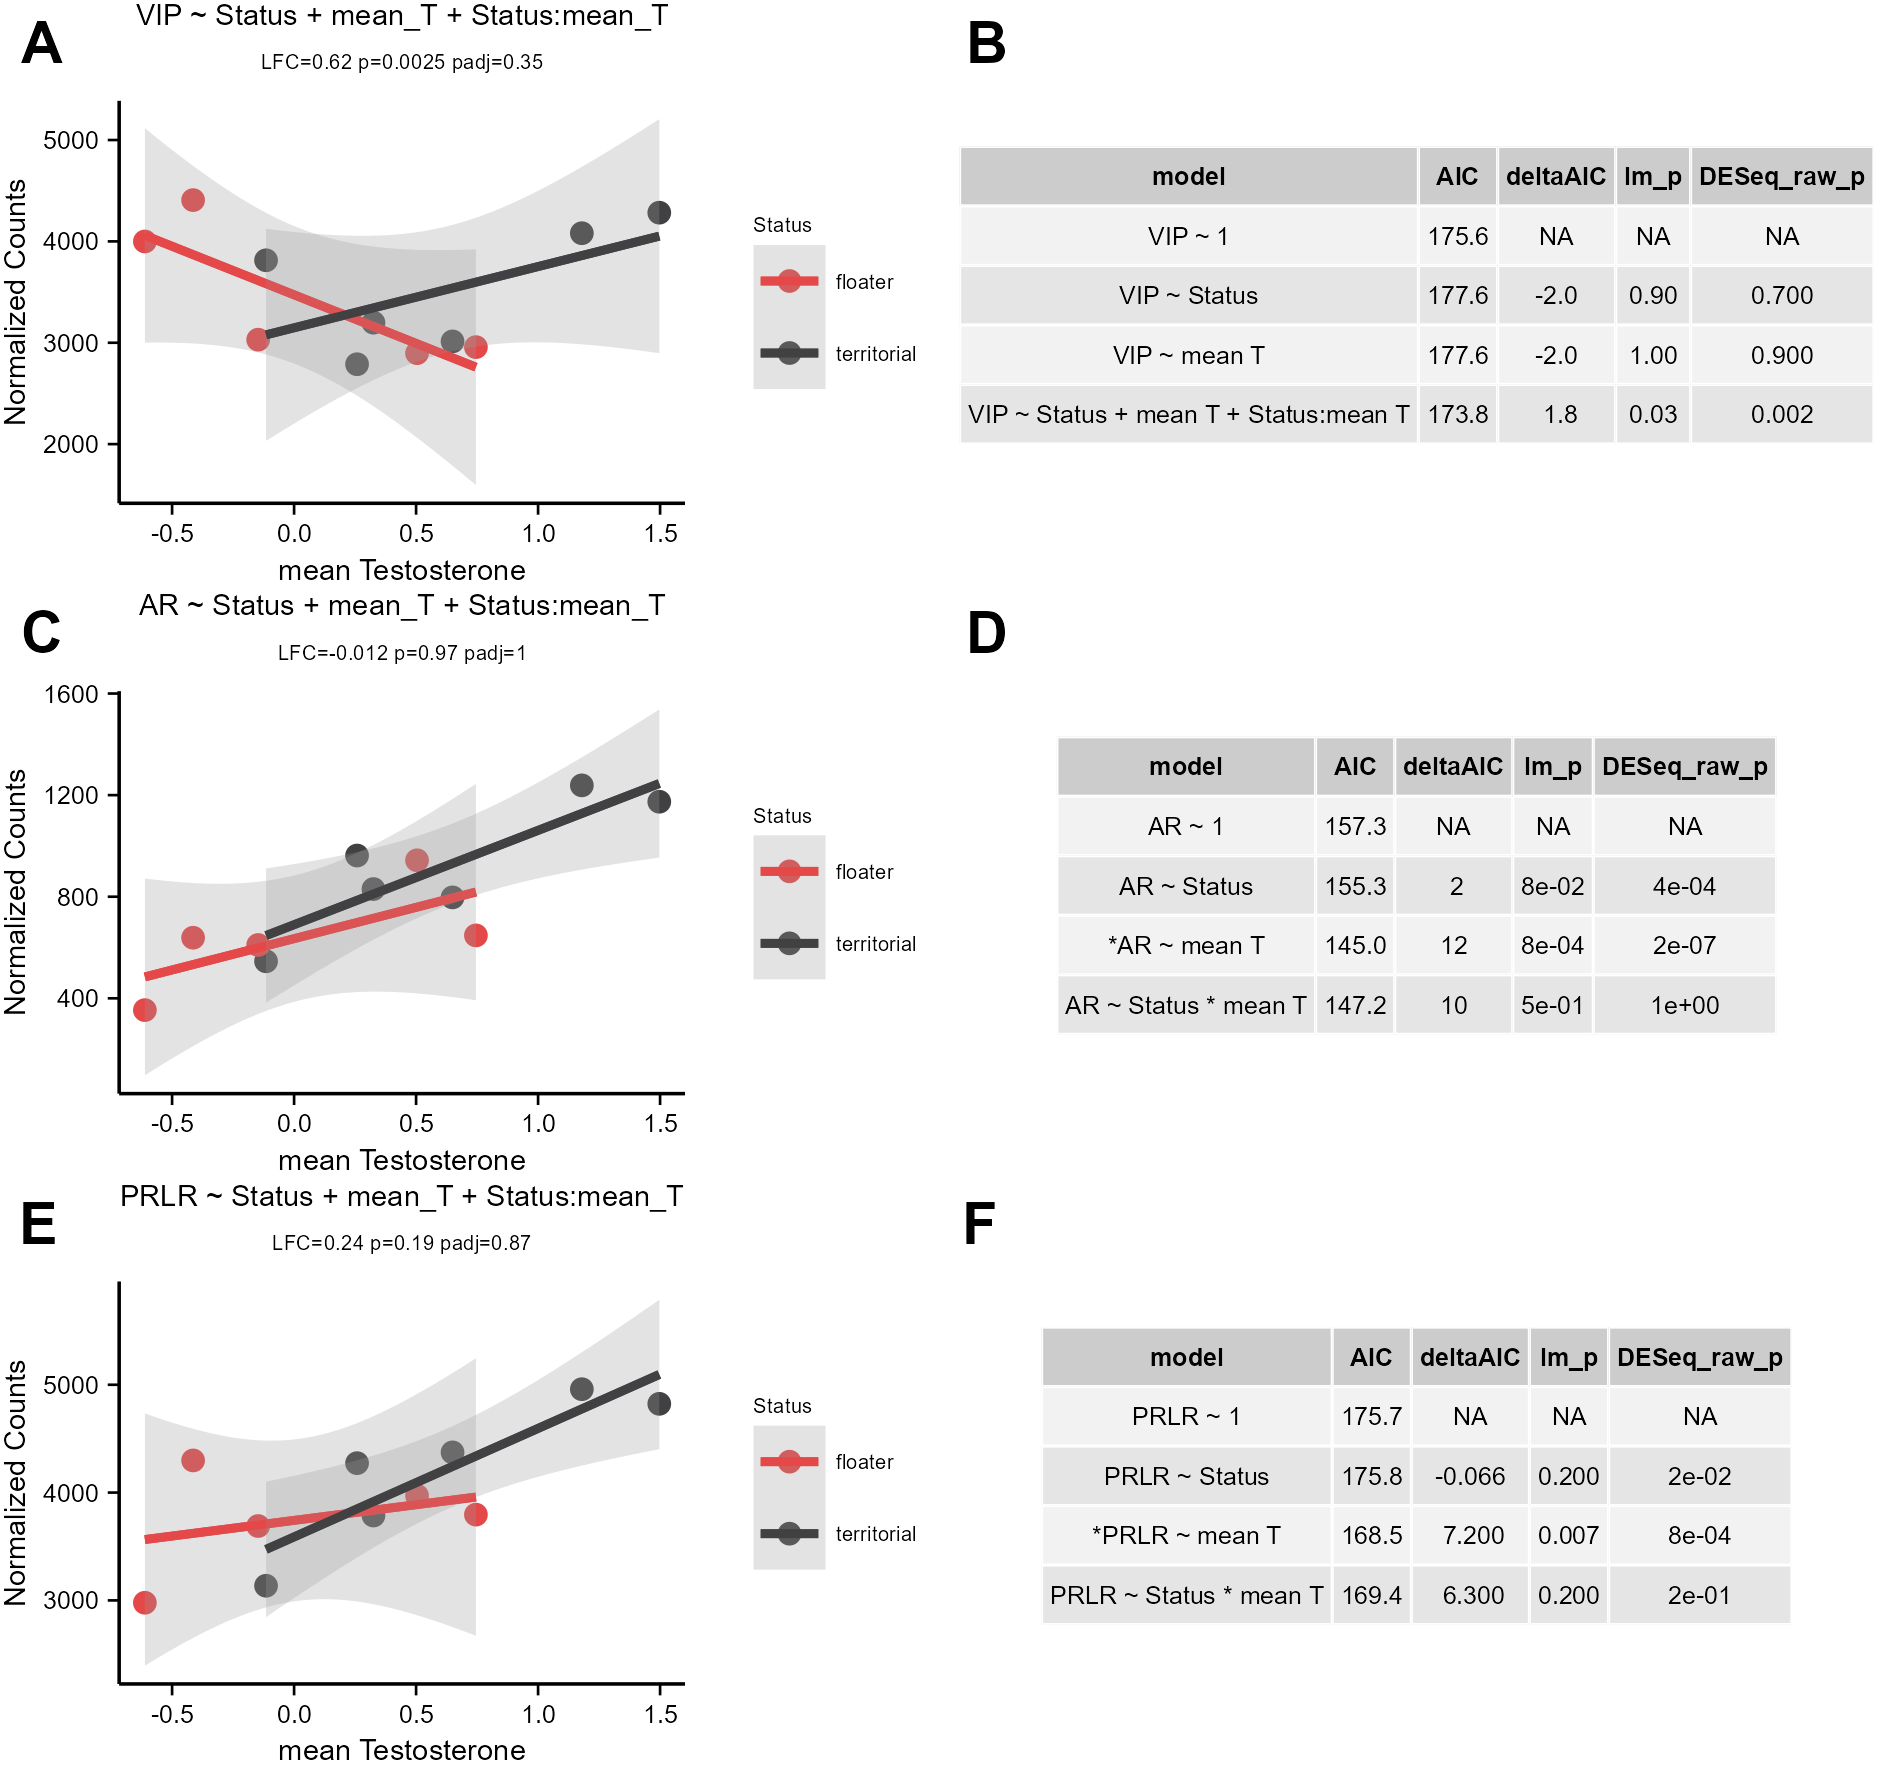 A
VIP ~ Status + mean_T + Status:mean_T
LFC=0.62 p=0.0025 padj=0.35
Normalized Counts
5000
4000
3000
2000
-0.5 0.0 0.5 1.0 1.5
mean Testosterone
Status
floater
territorial
B
model AIC deltaAIC lm_p DESeq_raw_p
VIP ~ 1 175.6 NA NA NA
VIP ~ Status 177.6 -2.0 0.90 0.700
VIP ~ mean T 177.6 -2.0 1.00 0.900
VIP ~ Status + mean T + Status:mean T 173.8 1.8 0.03 0.002
C
AR ~ Status + mean_T + Status:mean_T
LFC=-0.012 p=0.97 padj=1
Normalized Counts
1600
1200
800
400
-0.5 0.0 0.5 1.0 1.5
mean Testosterone
Status
floater
territorial
D
model AIC deltaAIC lm_p DESeq_raw_p
AR ~ 1 157.3 NA NA NA
AR ~ Status 155.3 2 8e-02 4e-04
*AR ~ mean T 145.0 12 8e-04 2e-07
AR ~ Status * mean T 147.2 10 5e-01 1e+00
E
PRLR ~ Status + mean_T + Status:mean_T
LFC=0.24 p=0.19 padj=0.87
Normalized Counts
5000
4000
3000
-0.5 0.0 0.5 1.0 1.5
mean Testosterone
Status
floater
territorial
F
model AIC deltaAIC lm_p DESeq_raw_p
PRLR ~ 1 175.7 NA NA NA
PRLR ~ Status 175.8 -0.066 0.200 2e-02
*PRLR ~ mean T 168.5 7.200 0.007 8e-04
PRLR ~ Status * mean T 169.4 6.300 0.200 2e-01